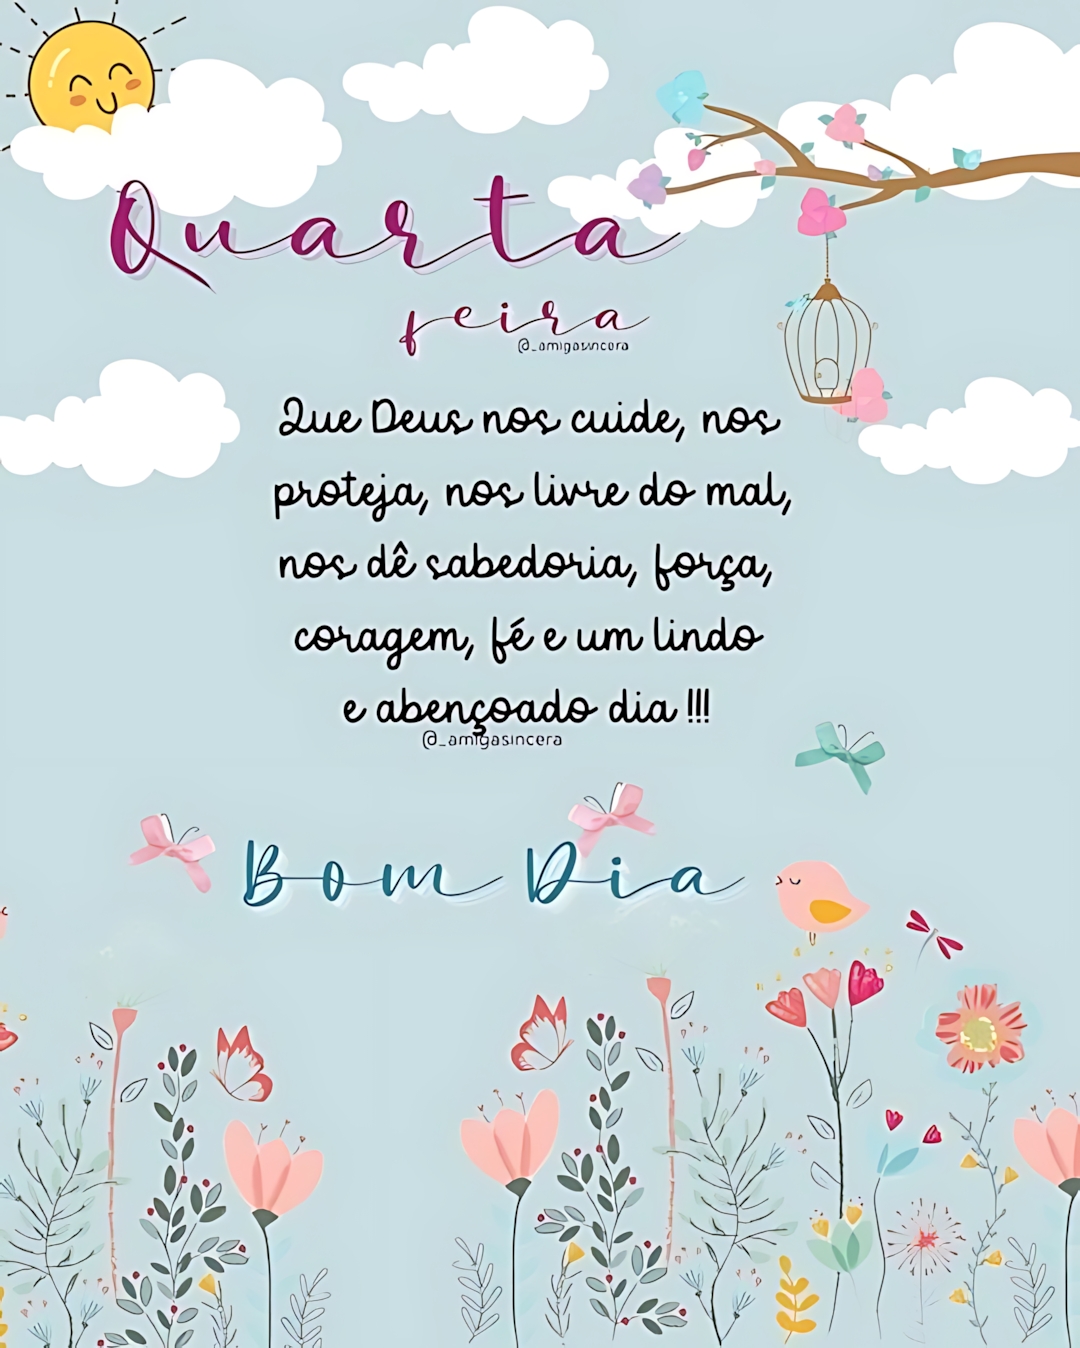 Quarta
feira
@_amigasincera
Que Deus nos cuide, nos
proteja, nos livre do mal,
nos dê sabedoria, força,
coragem, fé e um lindo
e abençoado dia !!!
@_amigasincera
Bom Dia